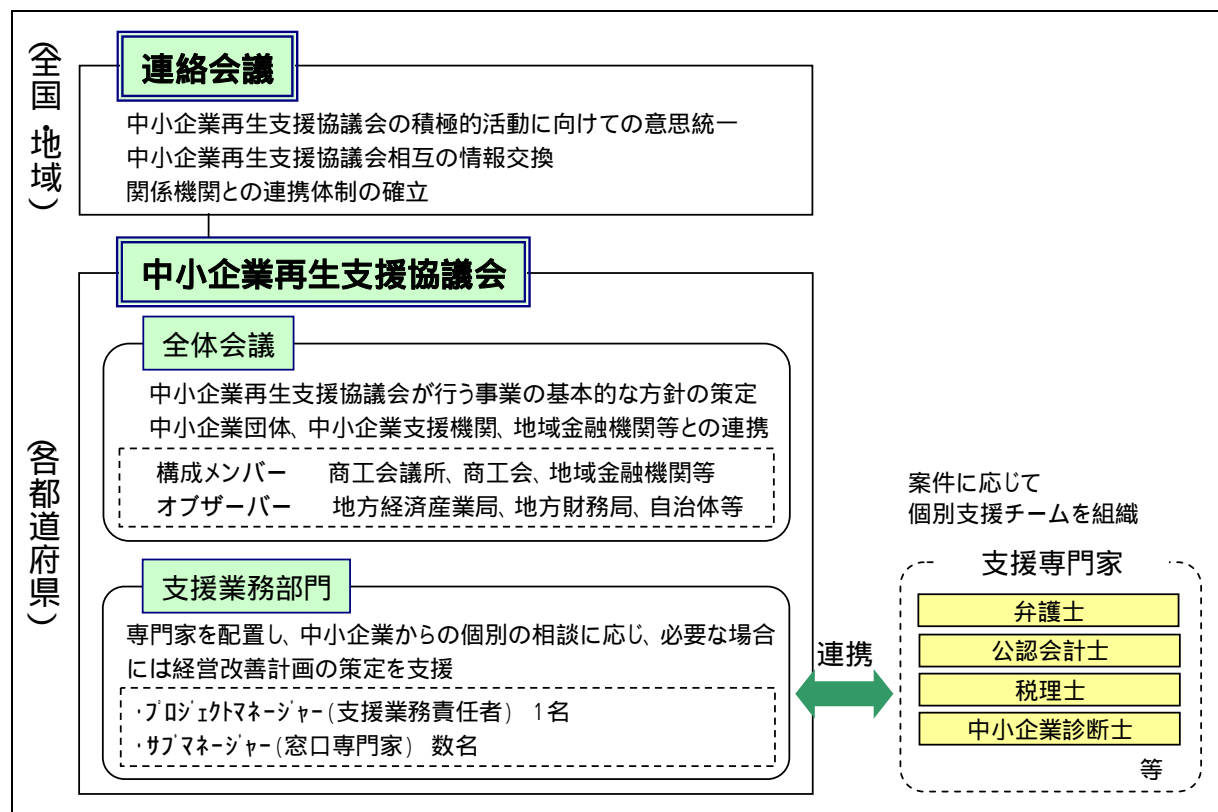 (全国・地域)
連絡会議
中小企業再生支援協議会の積極的活動に向けての意思統一
中小企業再生支援協議会相互の情報交換
関係機関との連携体制の確立
(各都道府県)
中小企業再生支援協議会
全体会議
中小企業再生支援協議会が行う事業の基本的な方針の策定
中小企業団体、中小企業支援機関、地域金融機関等との連携
構成メンバー 商工会議所、商工会、地域金融機関等
オブザーバー 地方経済産業局、地方財務局、自治体等
支援業務部門
専門家を配置し、中小企業からの個別の相談に応じ、必要な場合
には経営改善計画の策定を支援
・プロジェクトマネージャー(支援業務責任者) 1名
・サブマネージャー(窓口専門家) 数名
連携
案件に応じて
個別支援チームを組織
支援専門家
弁護士
公認会計士
税理士
中小企業診断士
等